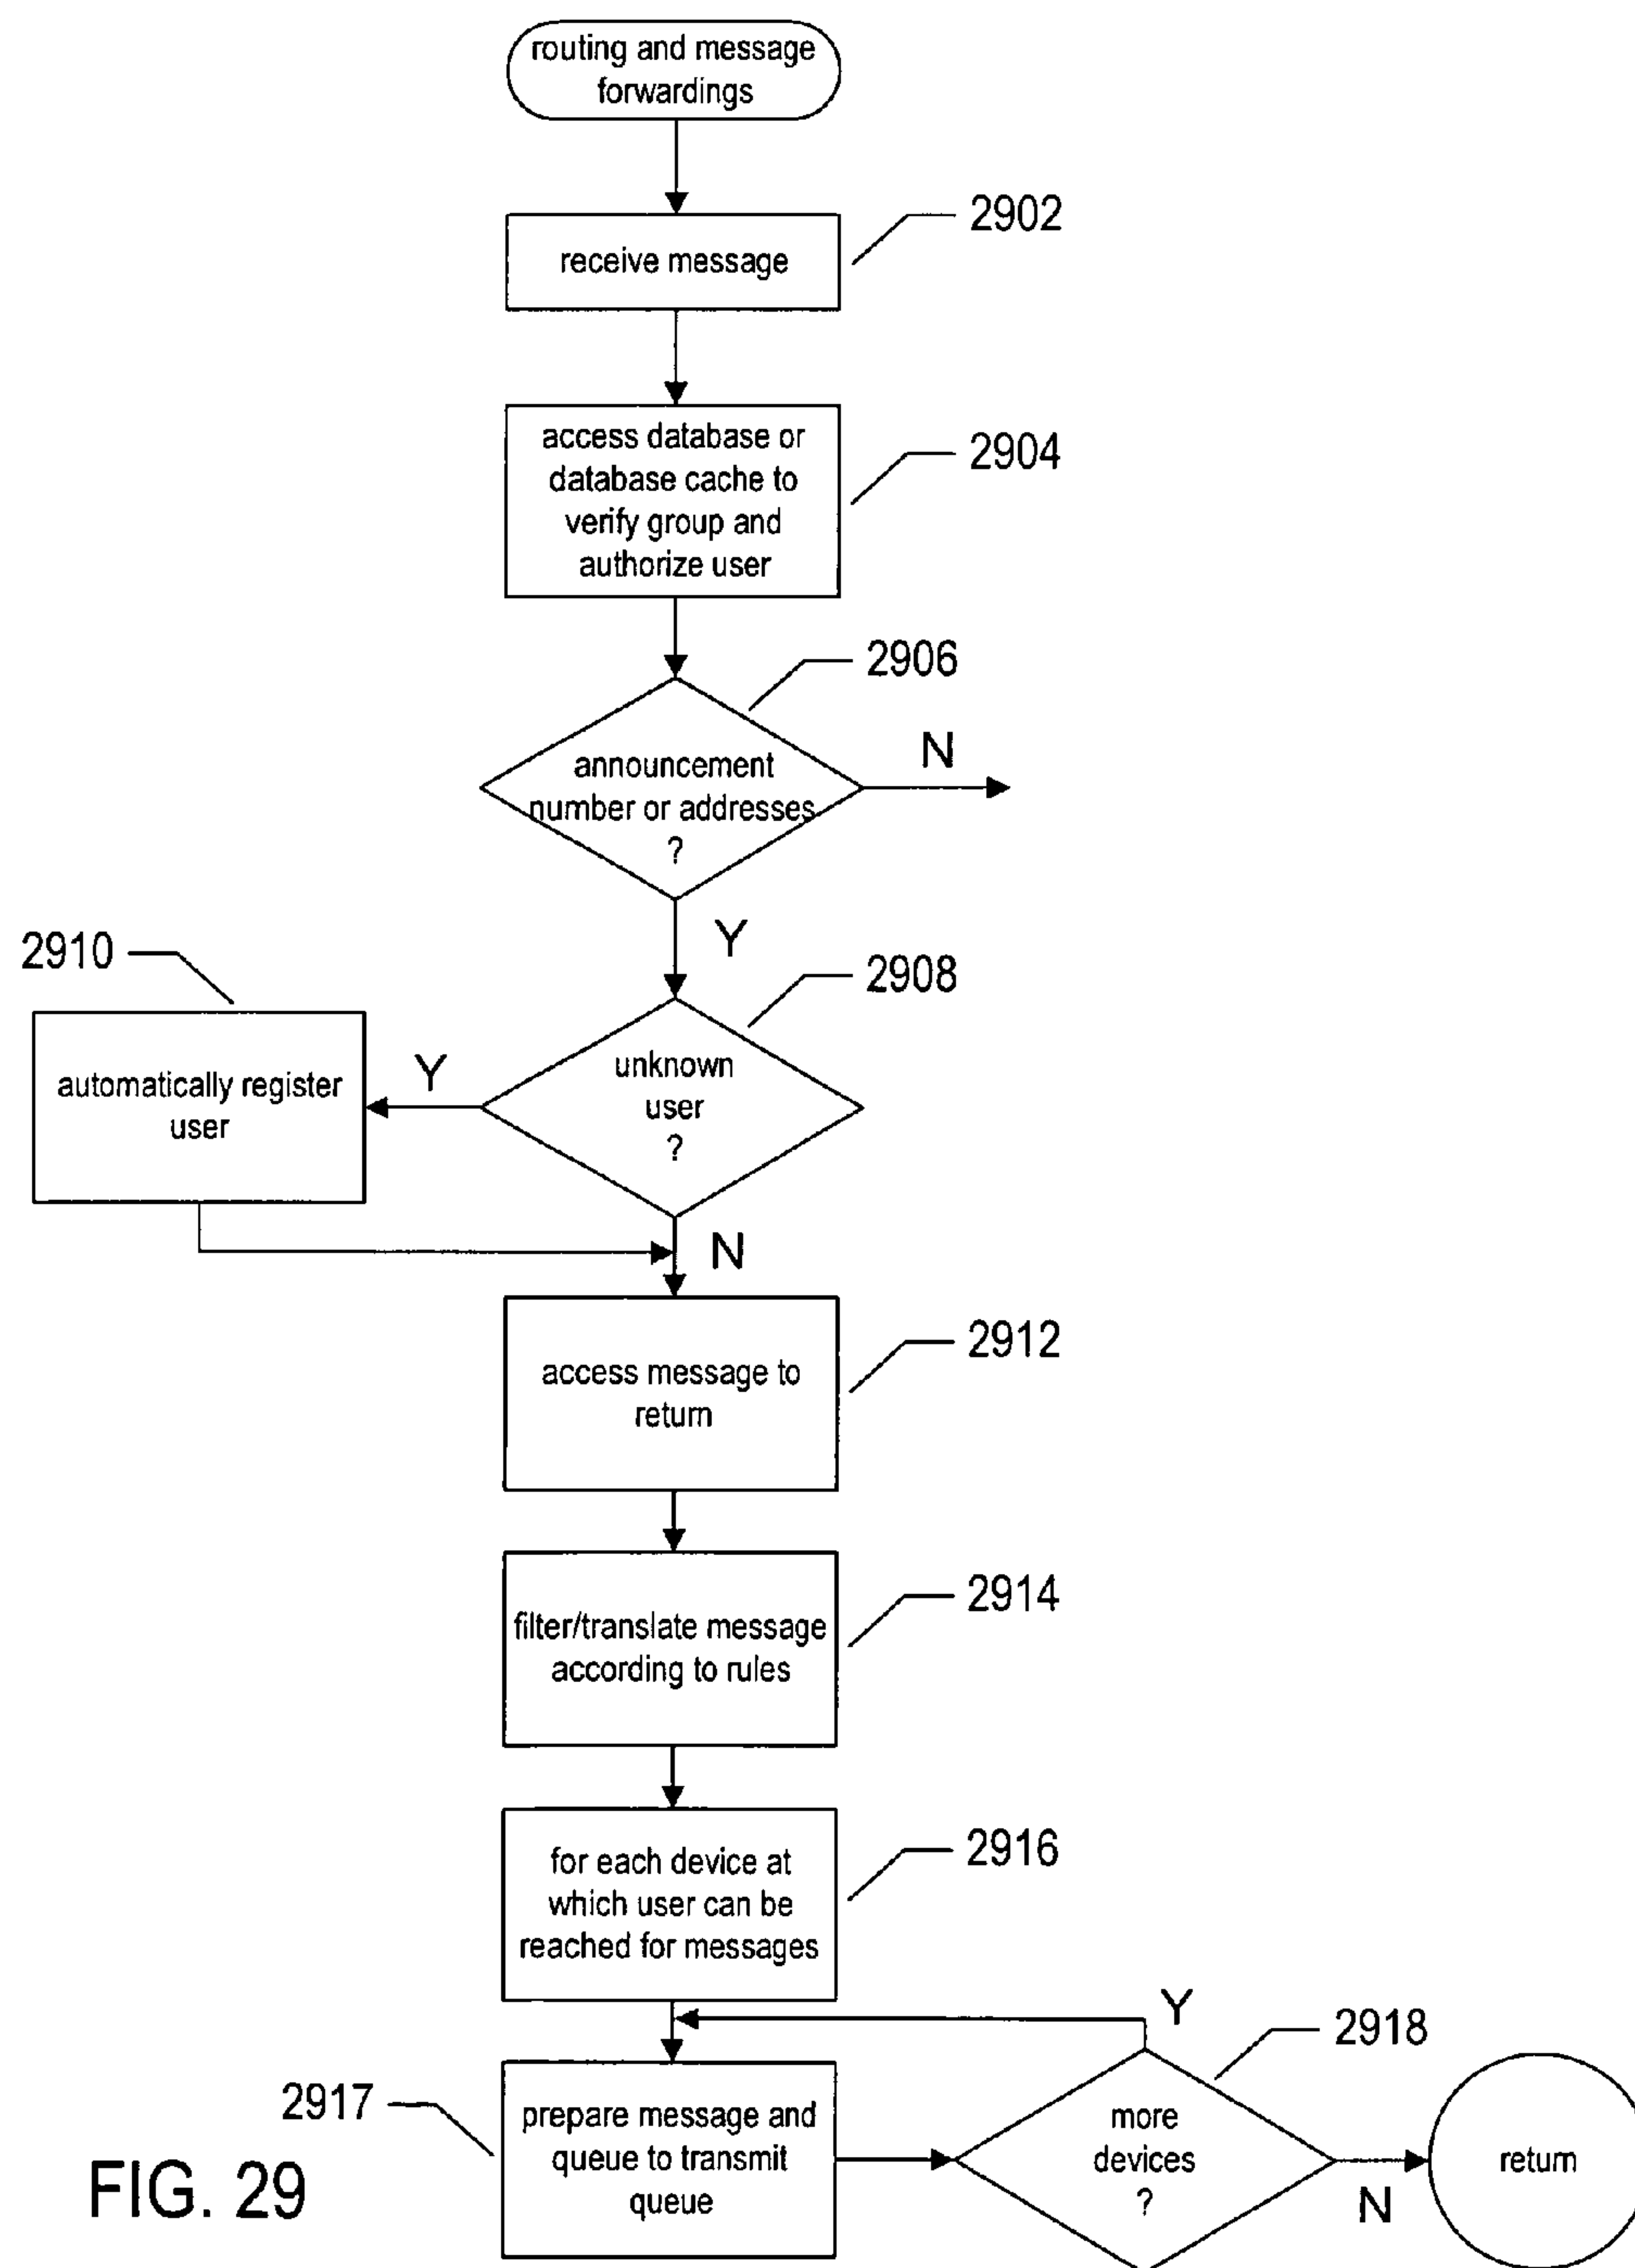 routing and message
forwardings
2902
receive message
2904
access database or
database cache to
verify group and
authorize user
2906
announcement
number or addresses
?
N
Y
2910
2908
automatically register
user
Y
unknown
user
?
N
2912
access message to
return
2914
filter/translate message
according to rules
2916
for each device at
which user can be
reached for messages
Y
2918
2917
prepare message and
queue to transmit
queue
more
devices
?
N
return
FIG. 29